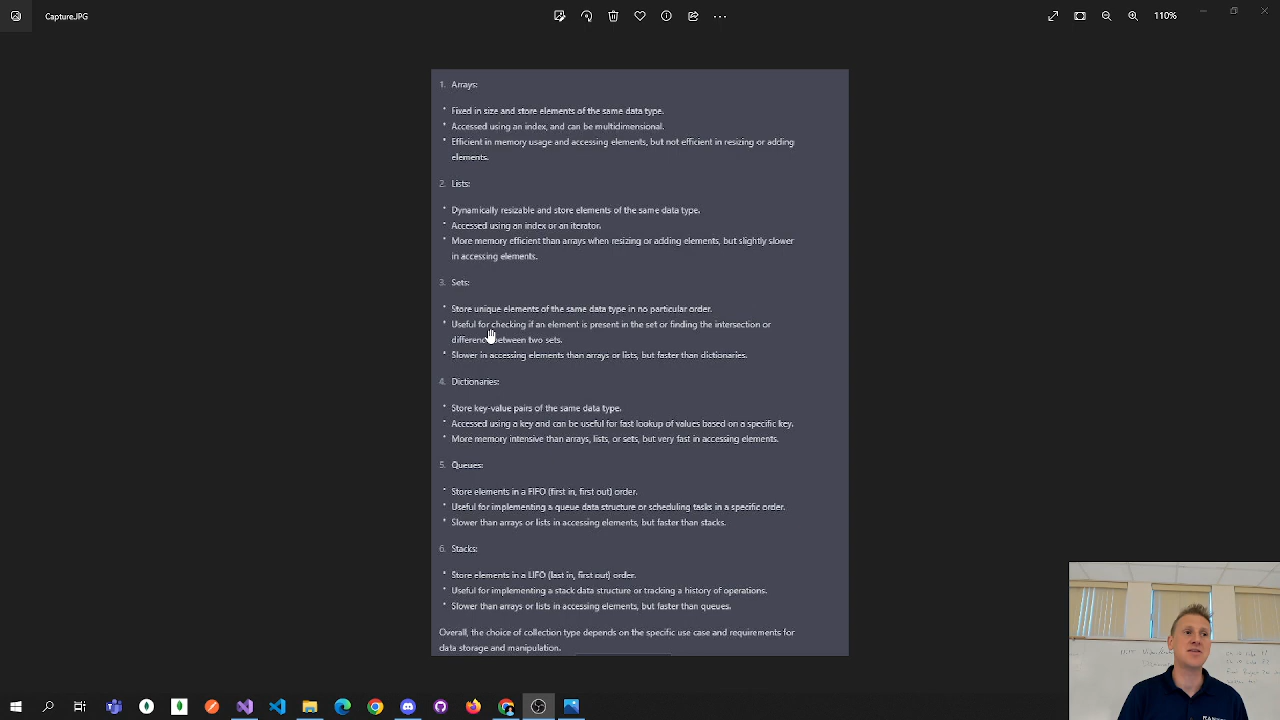 Capture.JPG
110%
1. Arrays:
• Fixed in size and store elements of the same data type.
• Accessed using an index, and can be multidimensional.
• Efficient in memory usage and accessing elements, but not efficient in resizing or adding
elements.
2. Lists:
• Dynamically resizable and store elements of the same data type.
• Accessed using an index or an iterator.
• More memory efficient than arrays when resizing or adding elements, but slightly slower
in accessing elements.
3. Sets:
• Store unique elements of the same data type in no particular order.
• Useful for checking if an element is present in the set or finding the intersection or
difference between two sets.
• Slower in accessing elements than arrays or lists, but faster than dictionaries.
4. Dictionaries:
• Store key-value pairs of the same data type.
• Accessed using a key and can be useful for fast lookup of values based on a specific key.
• More memory intensive than arrays, lists, or sets, but very fast in accessing elements.
5. Queues:
• Store elements in a FIFO (first in, first out) order.
• Useful for implementing a queue data structure or scheduling tasks in a specific order.
• Slower than arrays or lists in accessing elements, but faster than stacks.
6. Stacks:
• Store elements in a LIFO (last in, first out) order.
• Useful for implementing a stack data structure or tracking a history of operations.
• Slower than arrays or lists in accessing elements, but faster than queues.
Overall, the choice of collection type depends on the specific use case and requirements for
data storage and manipulation.